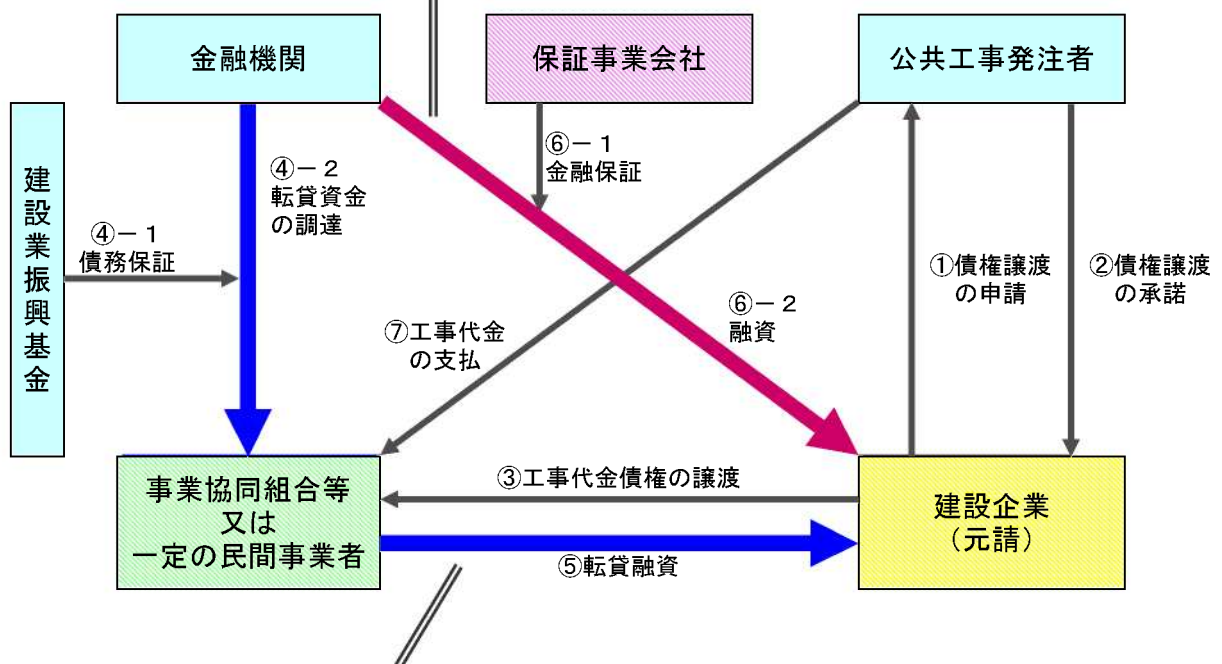 金融機関
保証事業会社
公共工事発注者
建設業振興基金
④－１
債務保証
④－２
転貸資金
の調達
⑥－１
金融保証
①債権譲渡
の申請
②債権譲渡
の承諾
⑥－２
融資
⑦工事代金
の支払
③工事代金債権の譲渡
事業協同組合等
又は
一定の民間事業者
建設企業
（元請）
⑤転貸融資